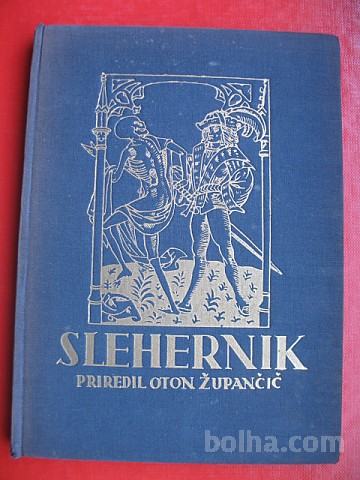 SLEHERNIK
PRIREDIL OTON ŽUPANČIČ
bolha.com